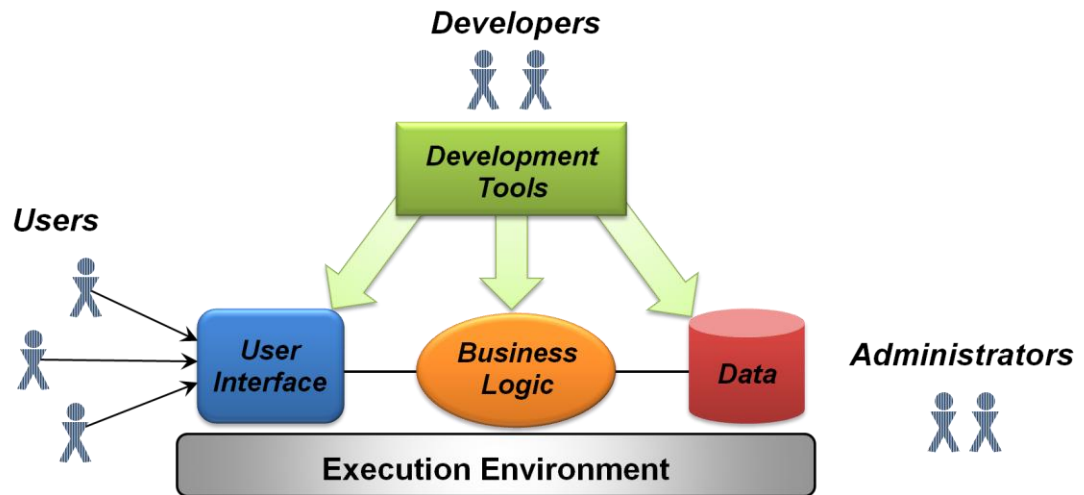 Developers
Development
Tools
Users
User
Interface
Business
Logic
Data
Administrators
Execution Environment